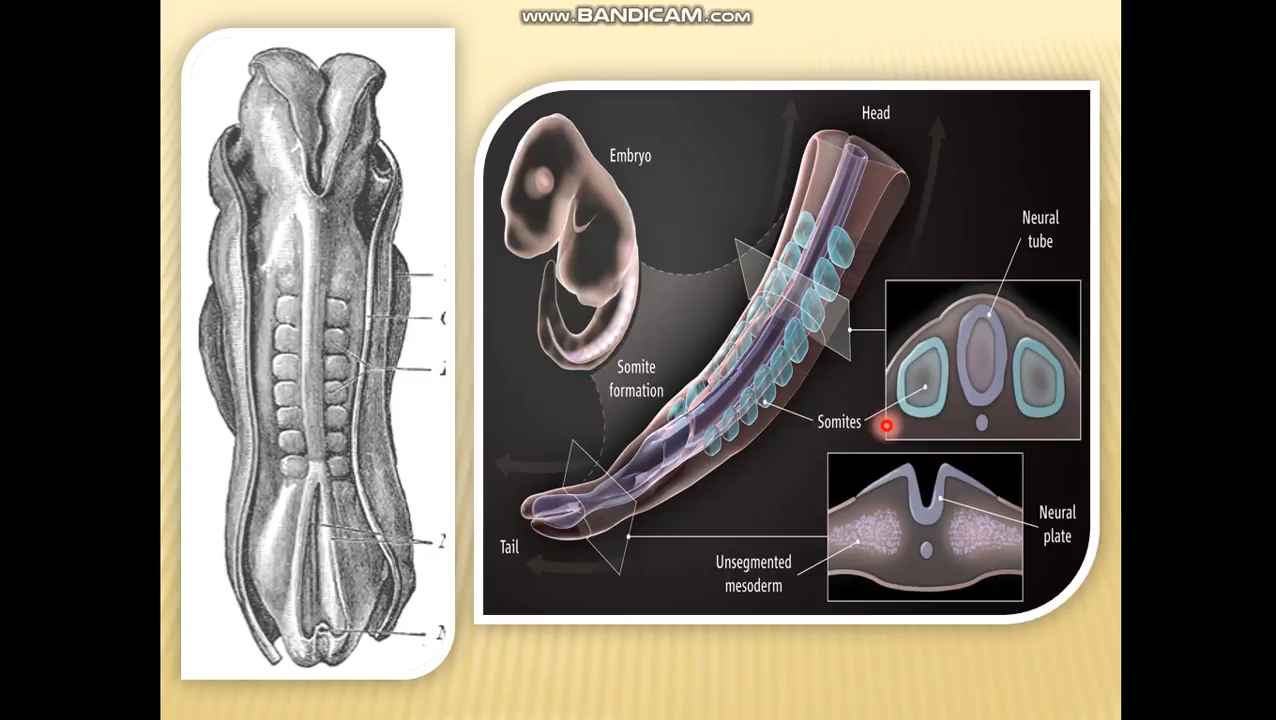 WWW.BANDICAM.COM
Head
Embryo
Neural
tube
Somite
formation
Somites
Neural
plate
Tail
Unsegmented
mesoderm